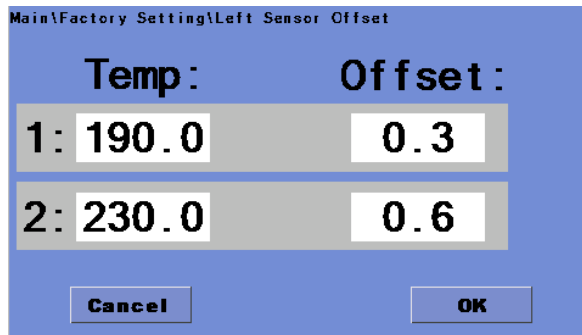 Main\Factory Setting\Left Sensor Offset
Temp: Offset:
1: 190.0 0.3
2: 230.0 0.6
Cancel OK